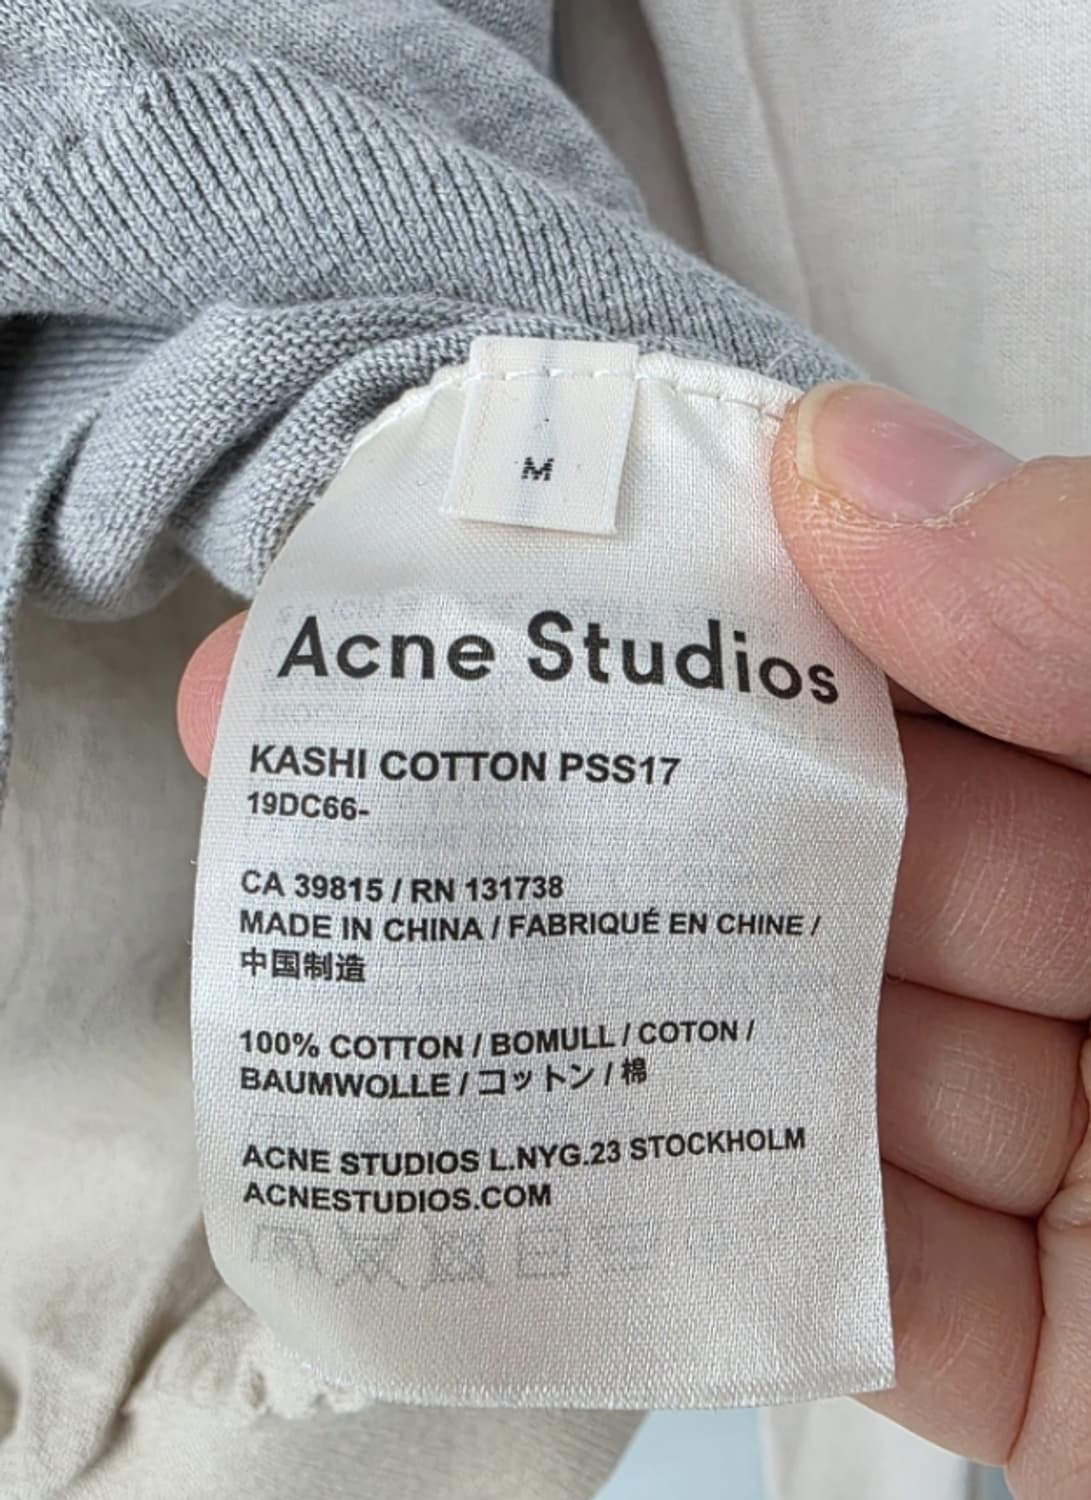 M
Acne Studios
KASHI COTTON PSS17
19DC66-
CA 39815 / RN 131738
MADE IN CHINA / FABRIQUÉ EN CHINE /
中国制造
100% COTTON / BOMULL / COTON /
BAUMWOLLE / コットン / 棉
ACNE STUDIOS L.NYG.23 STOCKHOLM
ACNESTUDIOS.COM